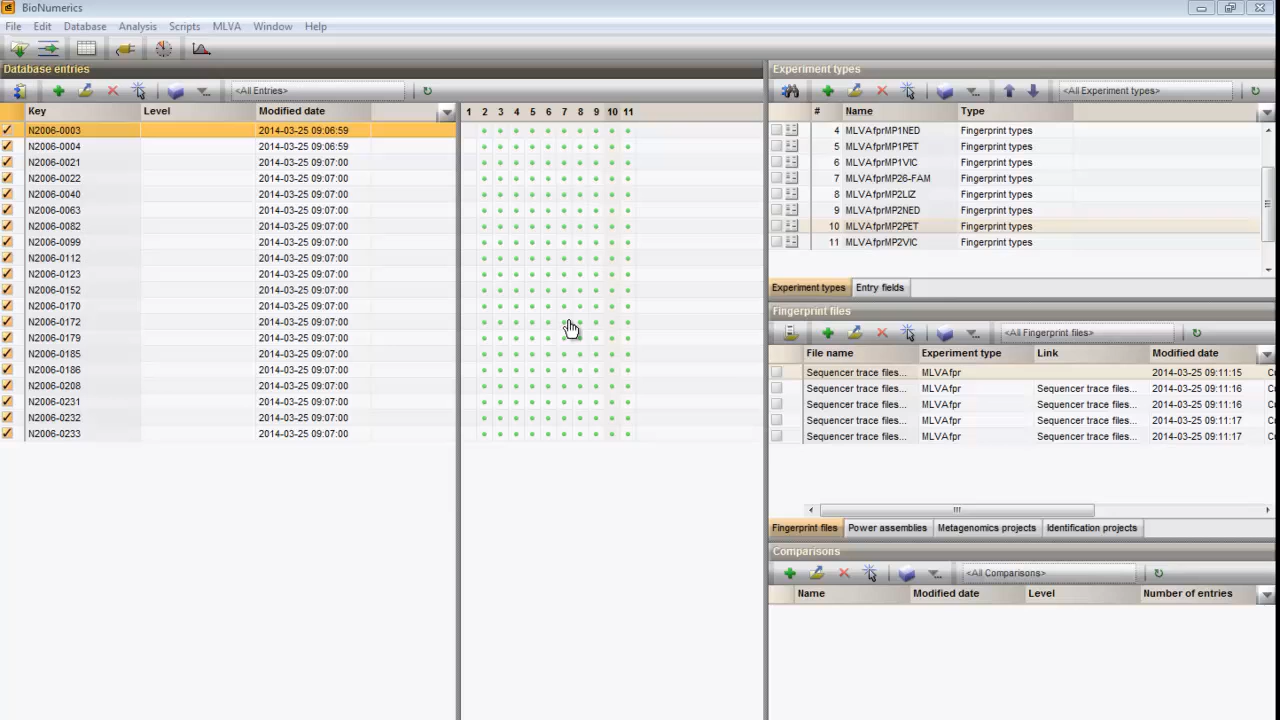 BioNumerics
File Edit Database Analysis Scripts MLVA Window Help
Database entries
<All Entries>
Key Level Modified date 1 2 3 4 5 6 7 8 9 10 11
N2006-0003 2014-03-25 09:06:59
N2006-0004 2014-03-25 09:06:59
N2006-0021 2014-03-25 09:07:00
N2006-0022 2014-03-25 09:07:00
N2006-0040 2014-03-25 09:07:00
N2006-0063 2014-03-25 09:07:00
N2006-0082 2014-03-25 09:07:00
N2006-0099 2014-03-25 09:07:00
N2006-0112 2014-03-25 09:07:00
N2006-0123 2014-03-25 09:07:00
N2006-0152 2014-03-25 09:07:00
N2006-0170 2014-03-25 09:07:00
N2006-0172 2014-03-25 09:07:00
N2006-0179 2014-03-25 09:07:00
N2006-0185 2014-03-25 09:07:00
N2006-0186 2014-03-25 09:07:00
N2006-0208 2014-03-25 09:07:00
N2006-0231 2014-03-25 09:07:00
N2006-0232 2014-03-25 09:07:00
N2006-0233 2014-03-25 09:07:00
Experiment types
<All Experiment types>
# Name Type
4 MLVAfprMP1NED Fingerprint types
5 MLVAfprMP1PET Fingerprint types
6 MLVAfprMP1VIC Fingerprint types
7 MLVAfprMP26-FAM Fingerprint types
8 MLVAfprMP2LIZ Fingerprint types
9 MLVAfprMP2NED Fingerprint types
10 MLVAfprMP2PET Fingerprint types
11 MLVAfprMP2VIC Fingerprint types
Experiment types Entry fields
Fingerprint files
<All Fingerprint files>
File name Experiment type Link Modified date
Sequencer trace files... MLVAfpr 2014-03-25 09:11:15
Sequencer trace files... MLVAfpr Sequencer trace files... 2014-03-25 09:11:16
Sequencer trace files... MLVAfpr Sequencer trace files... 2014-03-25 09:11:16
Sequencer trace files... MLVAfpr Sequencer trace files... 2014-03-25 09:11:17
Sequencer trace files... MLVAfpr Sequencer trace files... 2014-03-25 09:11:17
Fingerprint files Power assemblies Metagenomics projects Identification projects
Comparisons
<All Comparisons>
Name Modified date Level Number of entries